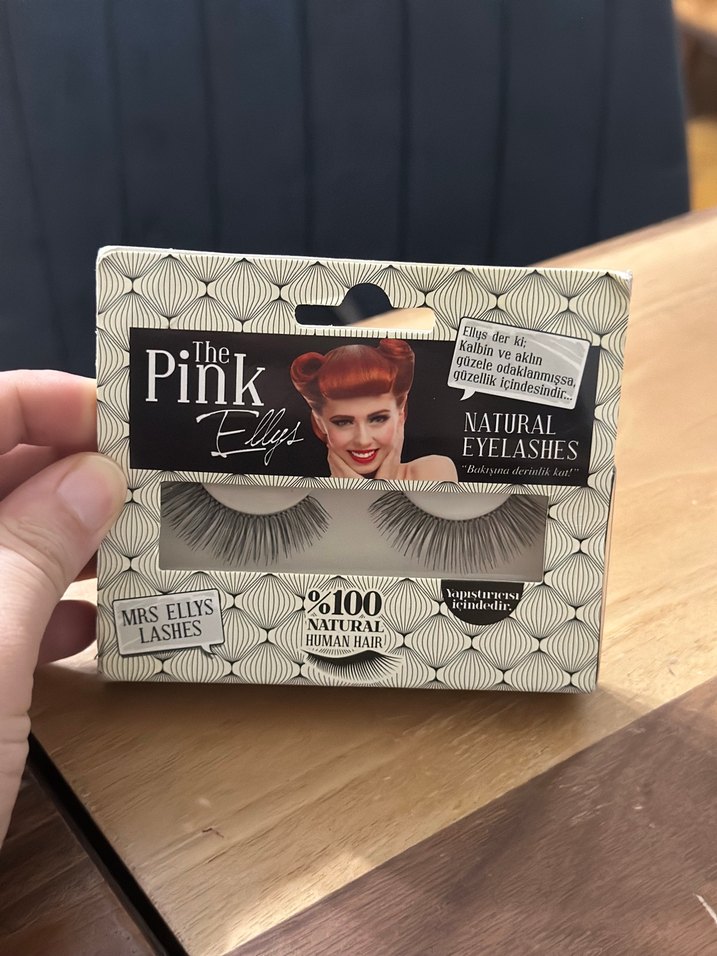 The
Pink
Ellys
Ellys der ki;
Kalbin ve aklın
güzele odaklanmışsa,
güzellik içindesindir...
NATURAL
EYELASHES
"Bakışına derinlik kat!"
MRS ELLYS
LASHES
%100
NATURAL
HUMAN HAIR
Yapıştırıcısı
içindedir.